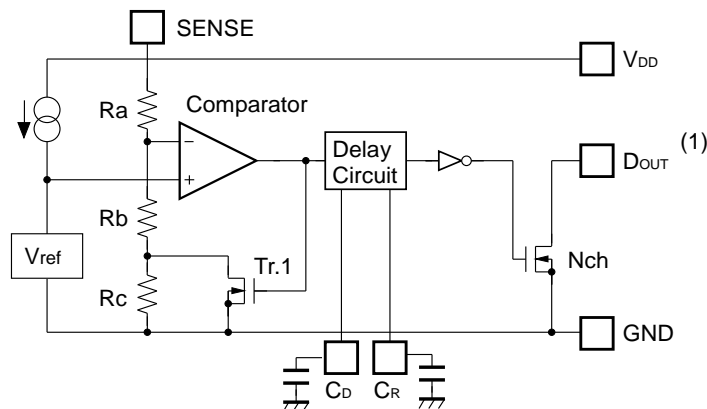 SENSE
VDD
Ra
Comparator
−
+
Delay
Circuit
DOUT (1)
Rb
Vref
Tr.1
Nch
Rc
GND
CD
CR